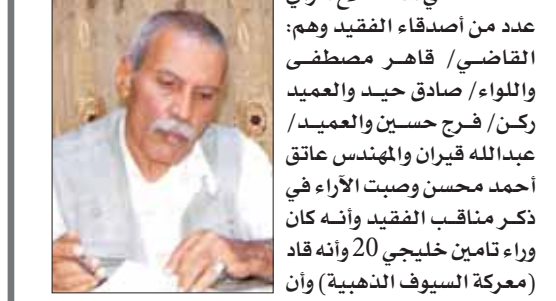 عدد من أصدقاء الفقيد وهم:
القاضي/ قاهر مصطفى
واللواء/ صادق حيد والعميد
ركن/ فرج حسين والعميد/
عبدالله قيران والمهندس عاتق
أحمد محسن وصبت الآراء في
ذكر مناقب الفقيد وأنه كان
وراء تامين خليجي 20 وأنه قاد
(معركة السيوف الذهبية) وأن